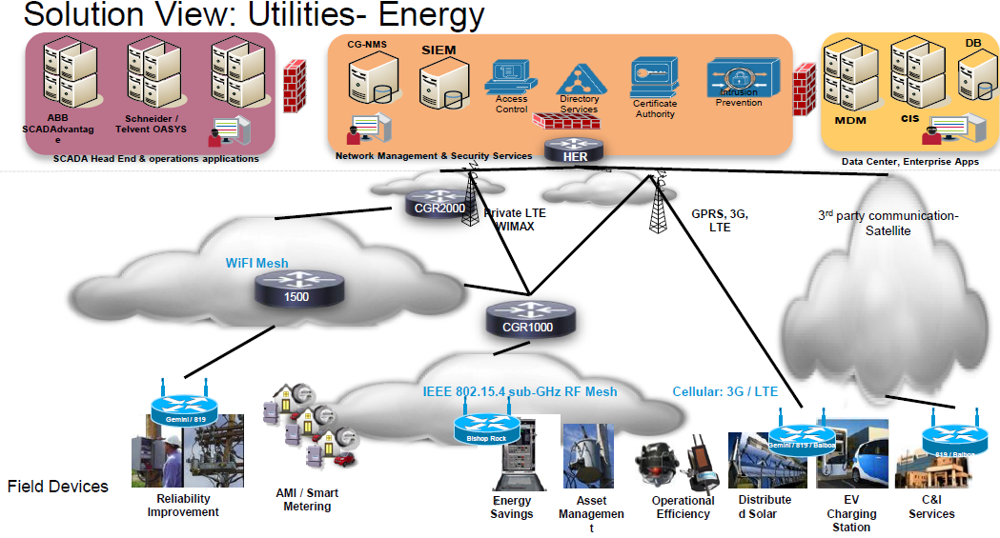 Solution View: Utilities- Energy
CG-NMS
SIEM
DB
Access
Control
Directory
Services
Certificate
Authority
Intrusion
Prevention
ABB
SCADAdvantag
e
Schneider /
Telvent OASYS
MDM
CIS
SCADA Head End & operations applications
Network Management & Security Services
HER
Data Center, Enterprise Apps
CGR2000
Private LTE
WIMAX
GPRS, 3G,
LTE
3rd party communication-
Satellite
WiFI Mesh
1500
CGR1000
IEEE 802.15.4 sub-GHz RF Mesh
Cellular: 3G / LTE
Gemini / 819
Bishop Rock
Gemini / 819 / Balboa
819 / Balboa
Field Devices
Reliability
Improvement
AMI / Smart
Metering
Energy
Savings
Asset
Managemen
t
Operational
Efficiency
Distribute
d Solar
EV
Charging
Station
C&I
Services